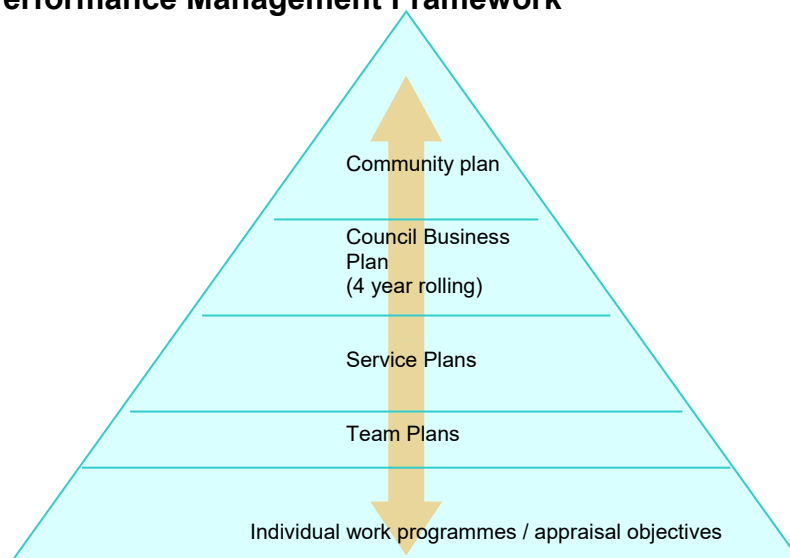 erformance Management Framework
Community plan
Council Business
Plan
(4 year rolling)
Service Plans
Team Plans
Individual work programmes / appraisal objectives